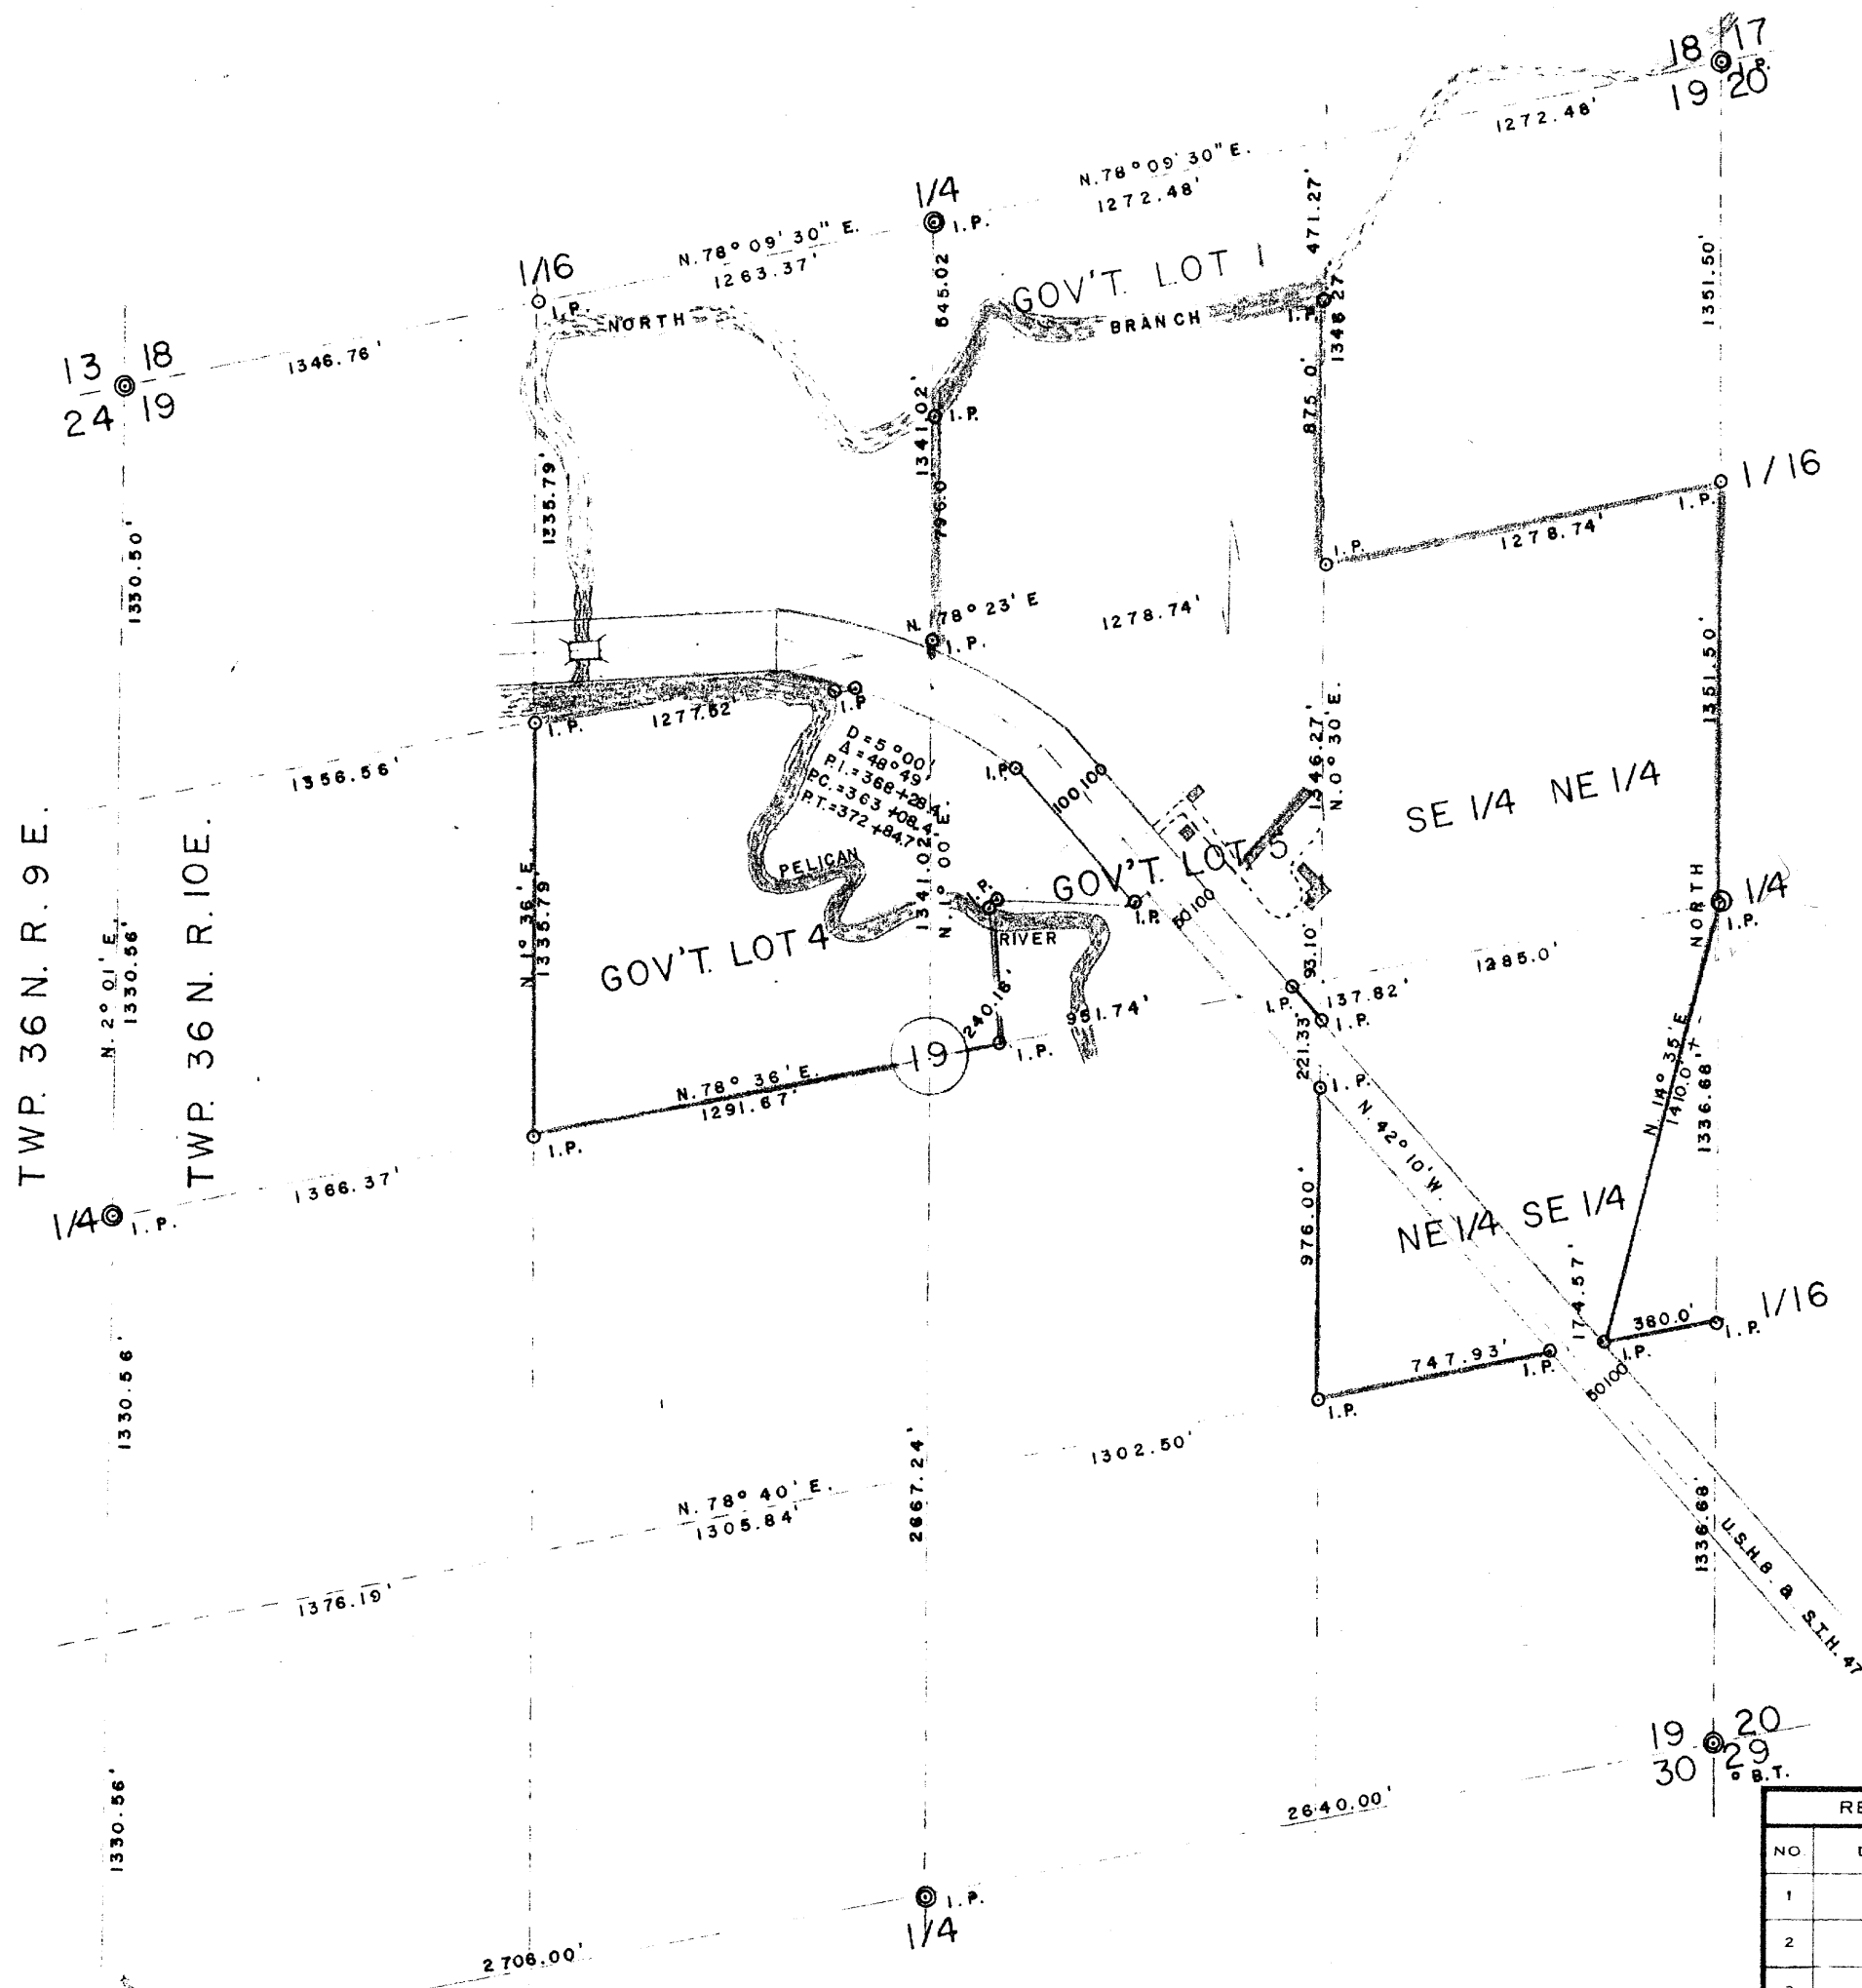 18 17
I.P.
19 20
1272.48'
N. 78° 09' 30" E.
1272.48'
1/4
I.P.
N. 78° 09' 30" E.
1263.37'
1/16
I.P.
471.27'
1351.50'
GOV'T. LOT 1
545.02
NORTH
BRANCH
I.P.
1346.27'
1346.76'
13 18
24 19
I.P.
1341.02'
875.0'
1/16
I.P.
1335.79'
796.0'
1278.74'
I.P.
1330.50'
N. 78° 23' E
1278.74'
I.P.
1351.50'
I.P.
I.P.
1277.62'
N. 0° 30' E.
1346.27'
D = 5° 00'
Δ = 48° 49'
P.I. = 368+28.4'
P.C. = 363+08.4'
P.T. = 372+84.7'
I.P.
100 100
1356.56'
SE 1/4 NE 1/4
TWP. 36 N. R. 9 E.
TWP. 36 N. R. 10 E.
PELICAN
GOV'T. LOT 5
I.P.
I.P.
50 100
1341.02'
N. 1° 00' E.
NORTH
1/4
I.P.
RIVER
N. 1° 36' E.
1335.79'
GOV'T. LOT 4
N. 2° 01' E.
1330.56'
93.10'
1285.0'
I.P.
137.82'
I.P.
240.16'
951.74'
I.P.
19
221.33'
N. 78° 36' E.
1291.67'
I.P.
I.P.
N. 14° 35' E.
1410.0' +-
1336.68'
N. 42° 10' W.
1366.37'
1/4
I.P.
976.00'
NE 1/4 SE 1/4
174.57'
380.0'
1/16
I.P.
I.P.
747.93'
I.P.
50 100
I.P.
1330.56'
1302.50'
2667.24'
N. 78° 40' E.
1305.84'
1336.68'
U.S.H. 8 & S.T.H. 47
1376.19'
19 20
30 29
B.T.
1330.56'
2640.00'
I.P.
1/4
2706.00'
NO.
1
2